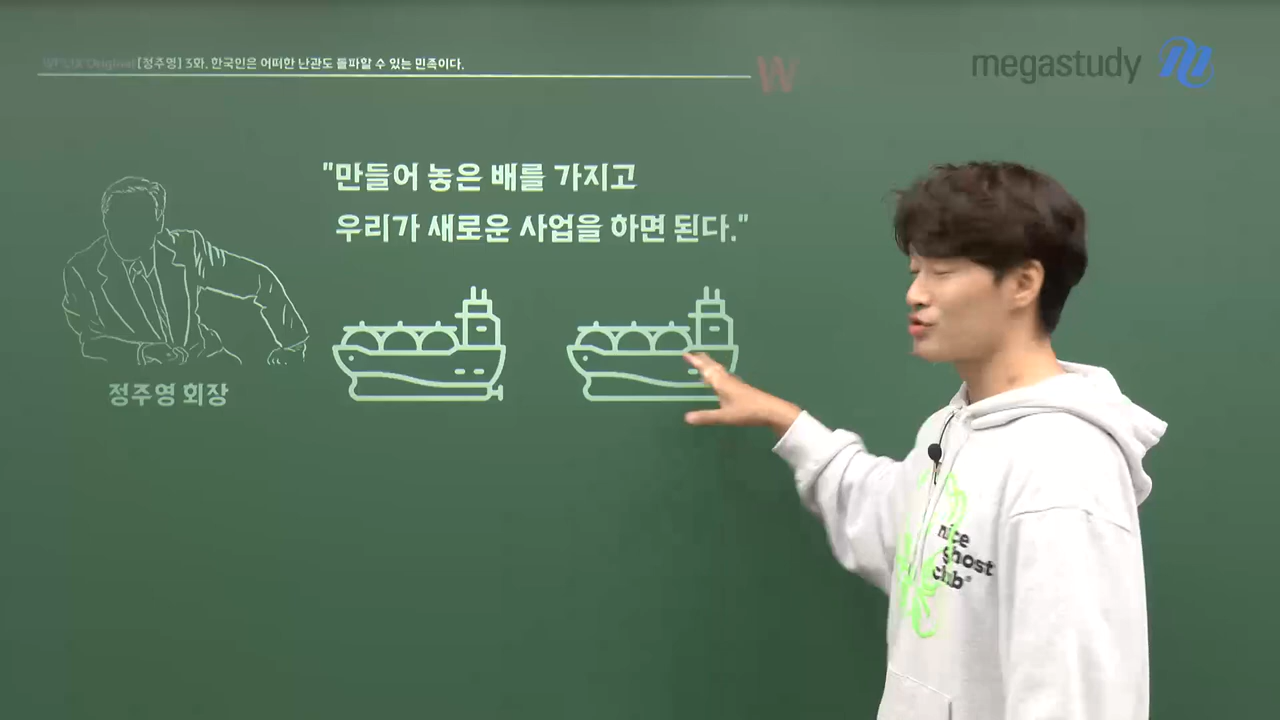 [정주영] 3화. 한국인은 어떠한 난관도 돌파할 수 있는 민족이다.
W
megastudy
"만들어 놓은 배를 가지고
우리가 새로운 사업을 하면 된다."
정주영 회장
nice
ghost
club®